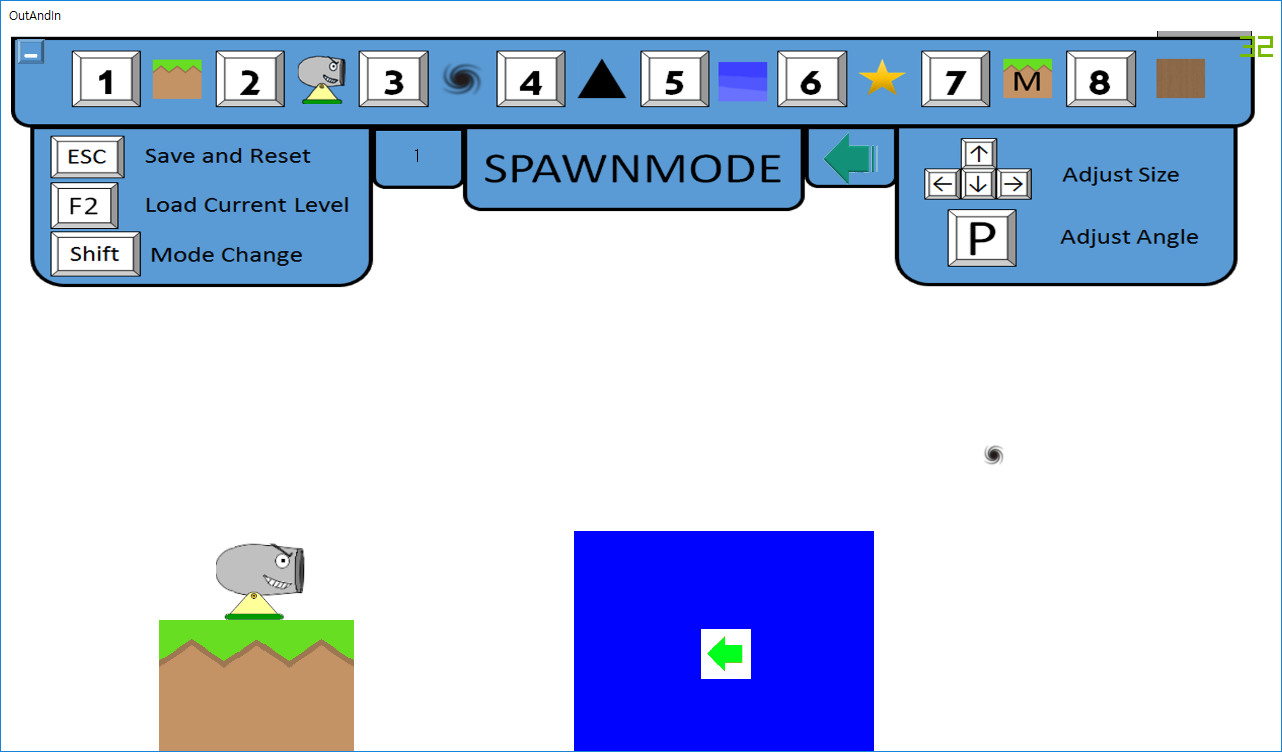 OutAndIn
32
1 2 3 4 5 6 7 M 8
ESC Save and Reset
F2 Load Current Level
Shift Mode Change
1
SPAWNMODE
↑
← ↓ →
Adjust Size
P Adjust Angle